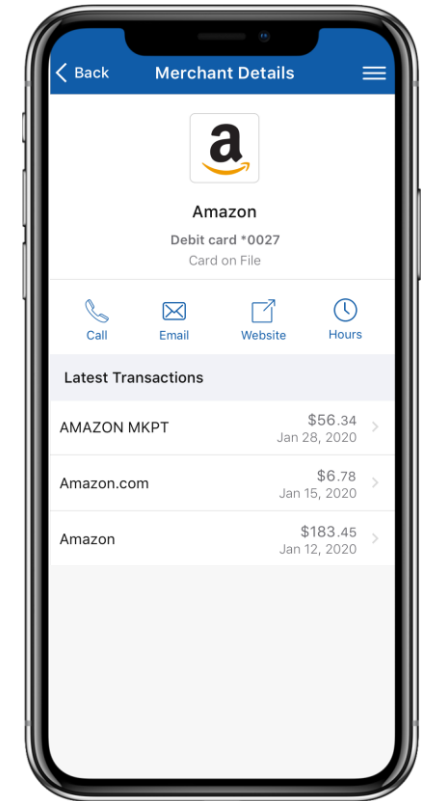 Back
Merchant Details
a
Amazon
Debit card *0027
Card on File
Call
Email
Website
Hours
Latest Transactions
AMAZON MKPT
$56.34
Jan 28, 2020
Amazon.com
$6.78
Jan 15, 2020
Amazon
$183.45
Jan 12, 2020